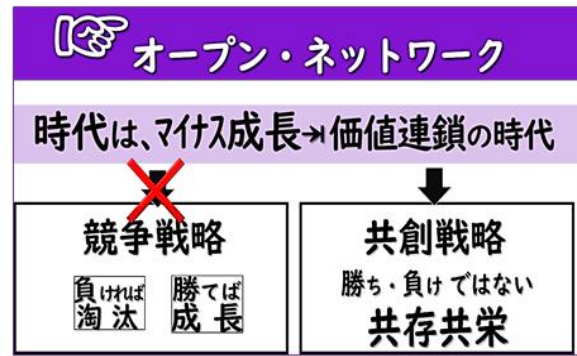 オープン・ネットワーク
時代は、マイナス成長→価値連鎖の時代
競争戦略
負ければ
淘汰
勝てば
成長
共創戦略
勝ち・負けではない
共存共栄